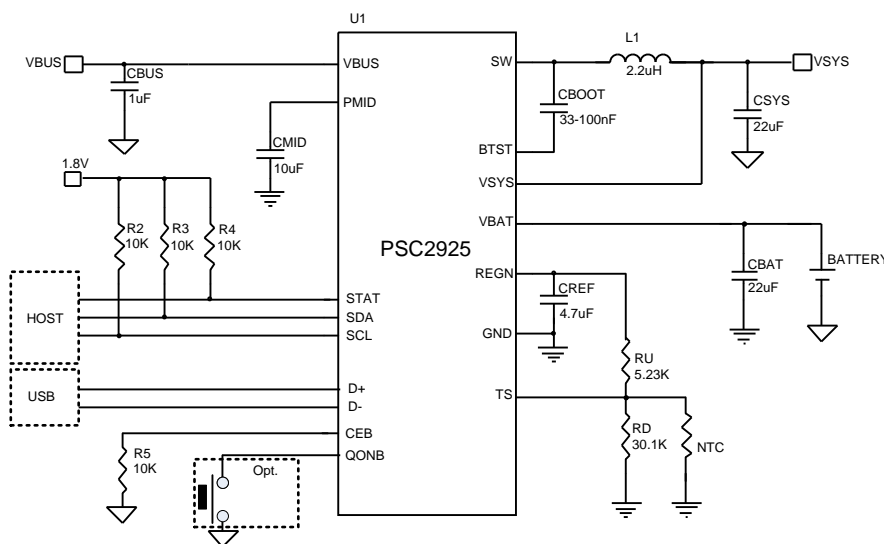 U1
L1
VBUS
CBUS
1uF
VBUS
SW
2.2uH
VSYS
PMID
CBOOT
33-100nF
CSYS
22uF
CMID
10uF
BTST
1.8V
VSYS
R2
10K
R3
10K
R4
10K
VBAT
PSC2925
BATTERY
REGN
CREF
4.7uF
CBAT
22uF
HOST
STAT
SDA
SCL
GND
RU
5.23K
USB
D+
D-
TS
RD
30.1K
NTC
CEB
R5
10K
Opt.
QONB